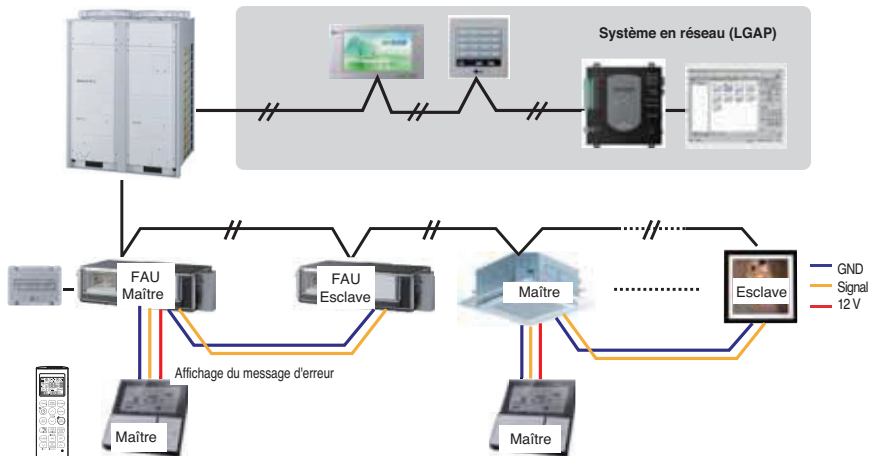 Système en réseau (LGAP)
FAU
Maître
FAU
Esclave
Maître
Esclave
GND
Signal
12 V
Affichage du message d'erreur
Maître
Maître